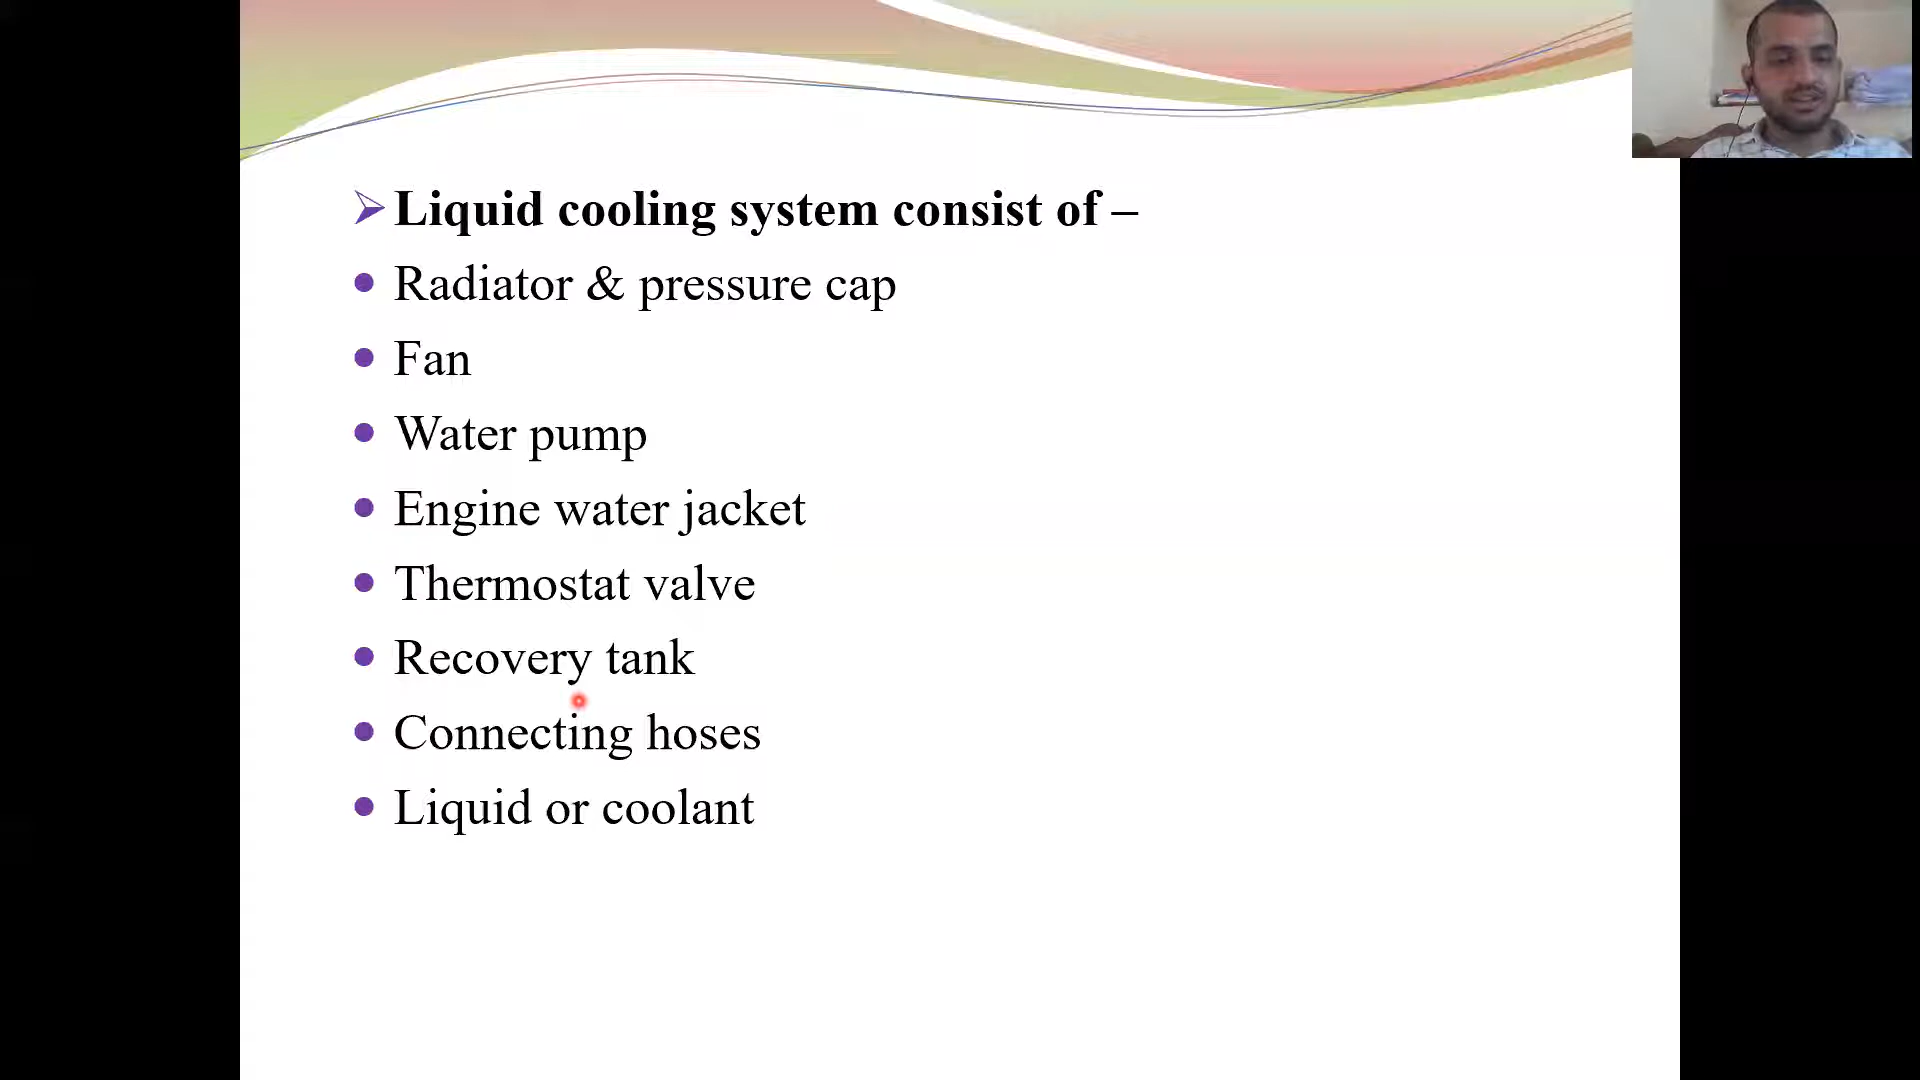 Liquid cooling system consist of –
Radiator & pressure cap
Fan
Water pump
Engine water jacket
Thermostat valve
Recovery tank
Connecting hoses
Liquid or coolant